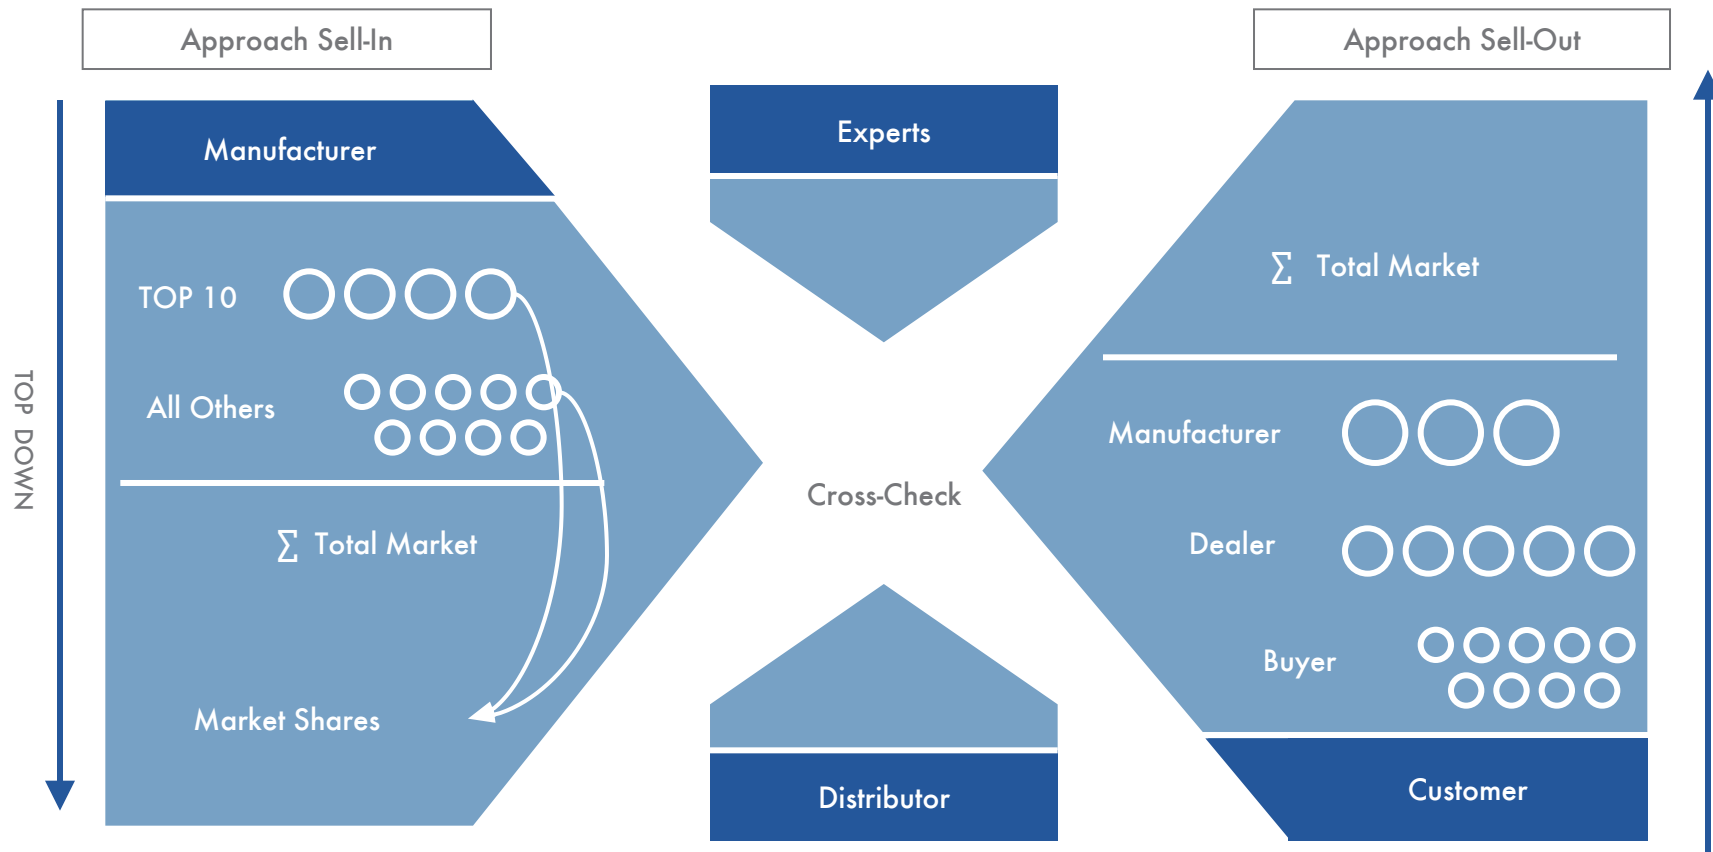 Approach Sell-In
Manufacturer
TOP 10
All Others
∑ Total Market
Market Shares
TOP DOWN
Experts
Cross-Check
Distributor
Approach Sell-Out
∑ Total Market
Manufacturer
Dealer
Buyer
Customer